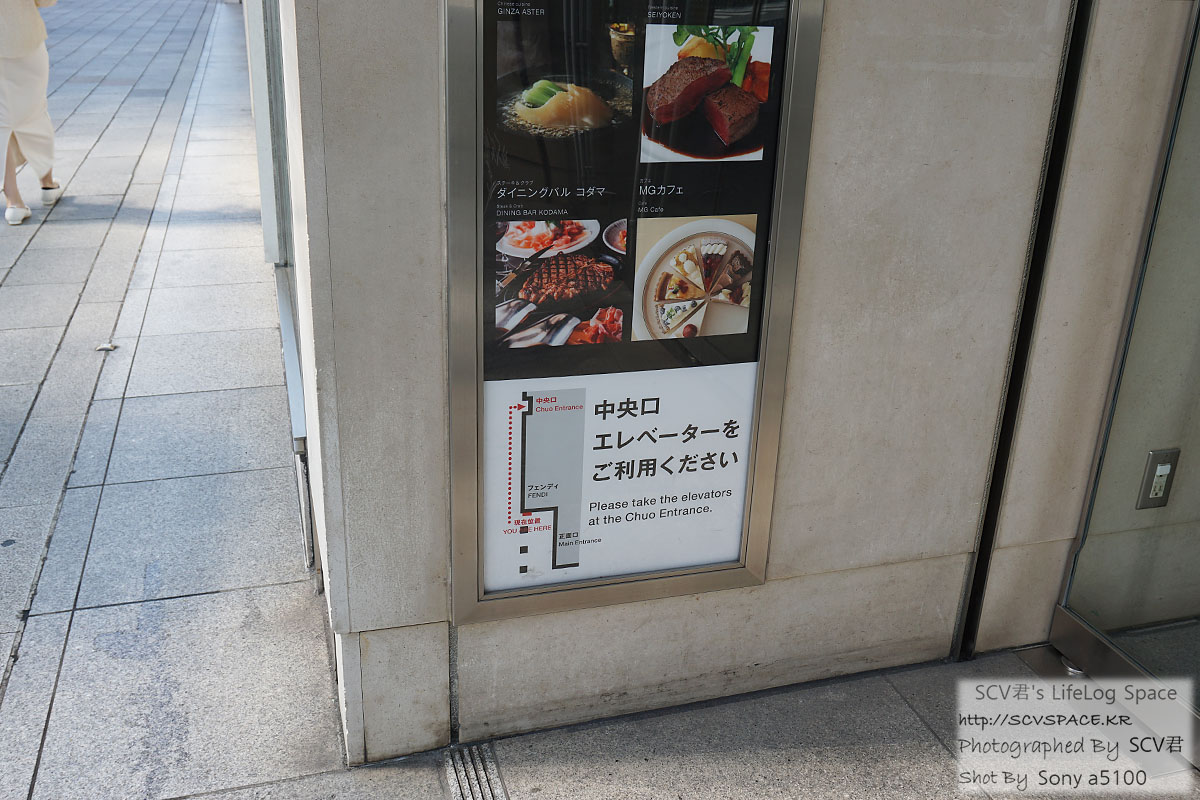 Chinese cuisine
GINZA ASTER
SEIYOKEN
ステーキ&クラブ
ダイニングバル コダマ
Steak & Crab
DINING BAR KODAMA
カフェ
MGカフェ
Cafe
MG Cafe
中央口
Chuo Entrance
フェンディ
FENDI
現在位置
YOU ARE HERE
正面口
Main Entrance
中央口
エレベーターを
ご利用ください
Please take the elevators
at the Chuo Entrance.
SCV君's LifeLog Space
http://SCVSPACE.KR
Photographed By SCV君
Shot By Sony a5100